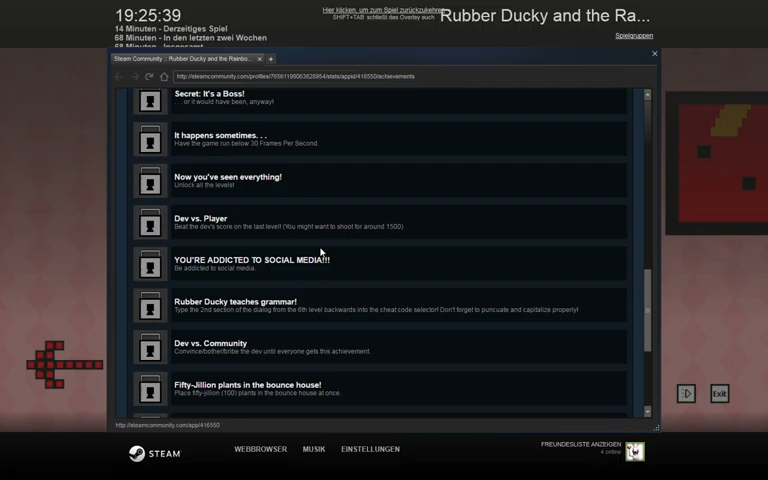 19:25:39
14 Minuten - Derzeitiges Spiel
68 Minuten - In den letzten zwei Wochen
68 Minuten - Insgesamt
Hier klicken, um zum Spiel zurückzukehren
SHIFT+TAB schließt das Overlay auch
Rubber Ducky and the Ra...
Spielgruppen
Steam Community :: Rubber Ducky and the Rainbo...
http://steamcommunity.com/profiles/76561198063828954/stats/appid/416550/achievements
Secret: It's a Boss!
. . . or it would have been, anyway!
It happens sometimes. . .
Have the game run below 30 Frames Per Second.
Now you've seen everything!
Unlock all the levels!
Dev vs. Player
Beat the dev's score on the last level! (You might want to shoot for around 1500)
YOU'RE ADDICTED TO SOCIAL MEDIA!!!
Be addicted to social media.
Rubber Ducky teaches grammar!
Type the 2nd section of the dialog from the 6th level backwards into the cheat code selector! Don't forget to puncuate and capitalize properly!
Dev vs. Community
Convince/bother/bribe the dev until everyone gets this achievement.
Fifty-Jillion plants in the bounce house!
Place fifty-jillion (100) plants in the bounce house at once.
http://steamcommunity.com/app/416550
Exit
STEAM
WEBBROWSER
MUSIK
EINSTELLUNGEN
FREUNDESLISTE ANZEIGEN
4 online